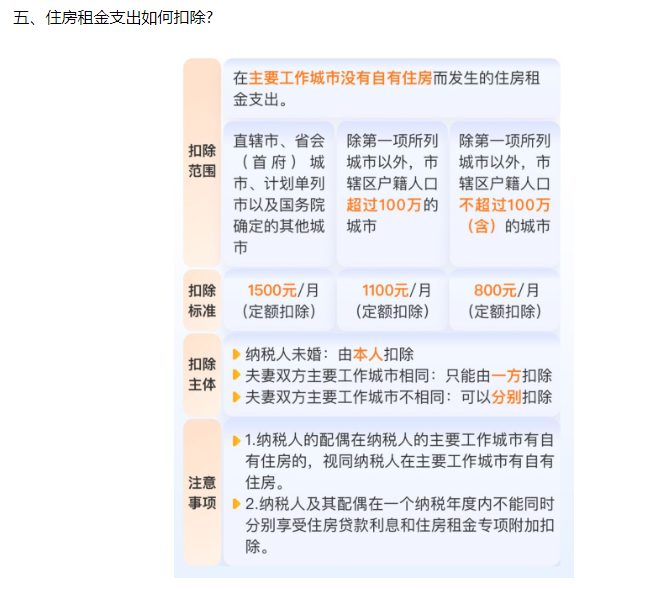 五、住房租金支出如何扣除?
扣除
范围
在主要工作城市没有自有住房而发生的住房租
金支出。
直辖市、省会
（首府）城
市、计划单列
市以及国务院
确定的其他城
市
除第一项所列
城市以外，市
辖区户籍人口
超过100万的
城市
除第一项所列
城市以外，市
辖区户籍人口
不超过100万
（含）的城市
扣除
标准
1500元/月
（定额扣除）
1100元/月
（定额扣除）
800元/月
（定额扣除）
扣除
主体
纳税人未婚：由本人扣除
夫妻双方主要工作城市相同：只能由一方扣除
夫妻双方主要工作城市不相同：可以分别扣除
注意
事项
1.纳税人的配偶在纳税人的主要工作城市有自
有住房的，视同纳税人在主要工作城市有自有
住房。
2.纳税人及其配偶在一个纳税年度内不能同时
分别享受住房贷款利息和住房租金专项附加扣
除。